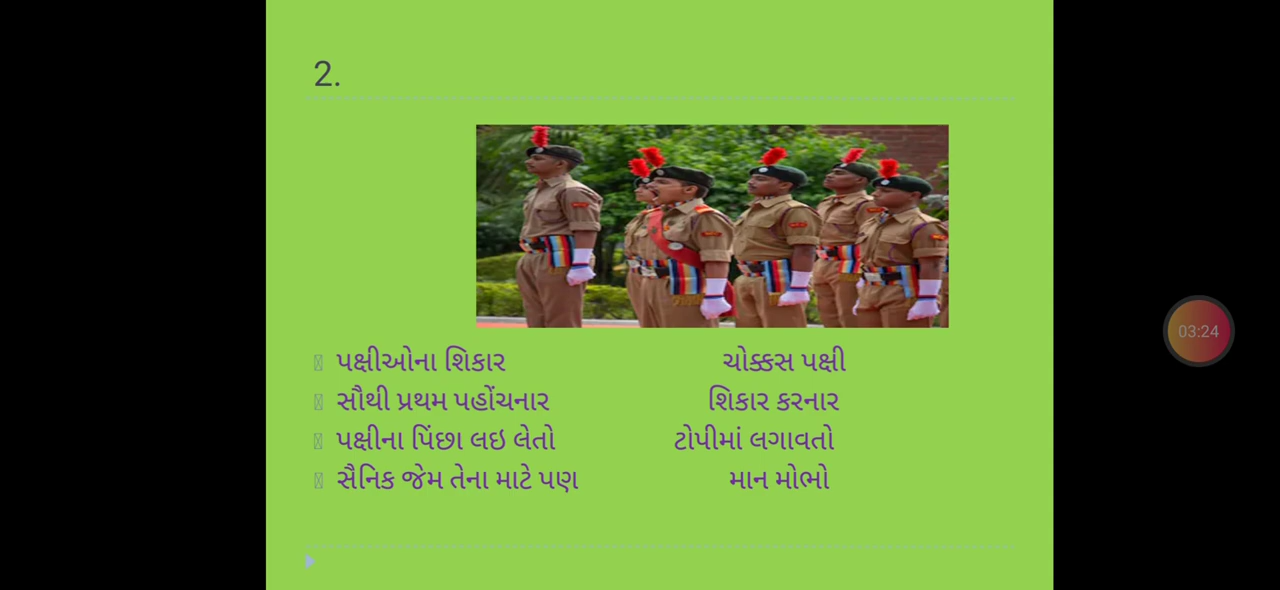 2.
પક્ષીઓના શિકાર ચોક્કસ પક્ષી
સૌથી પ્રથમ પહોંચનાર શિકાર કરનાર
પક્ષીના પિંછા લઇ લેતો ટોપીમાં લગાવતો
સૈનિક જેમ તેના માટે પણ માન મોભો
03:24